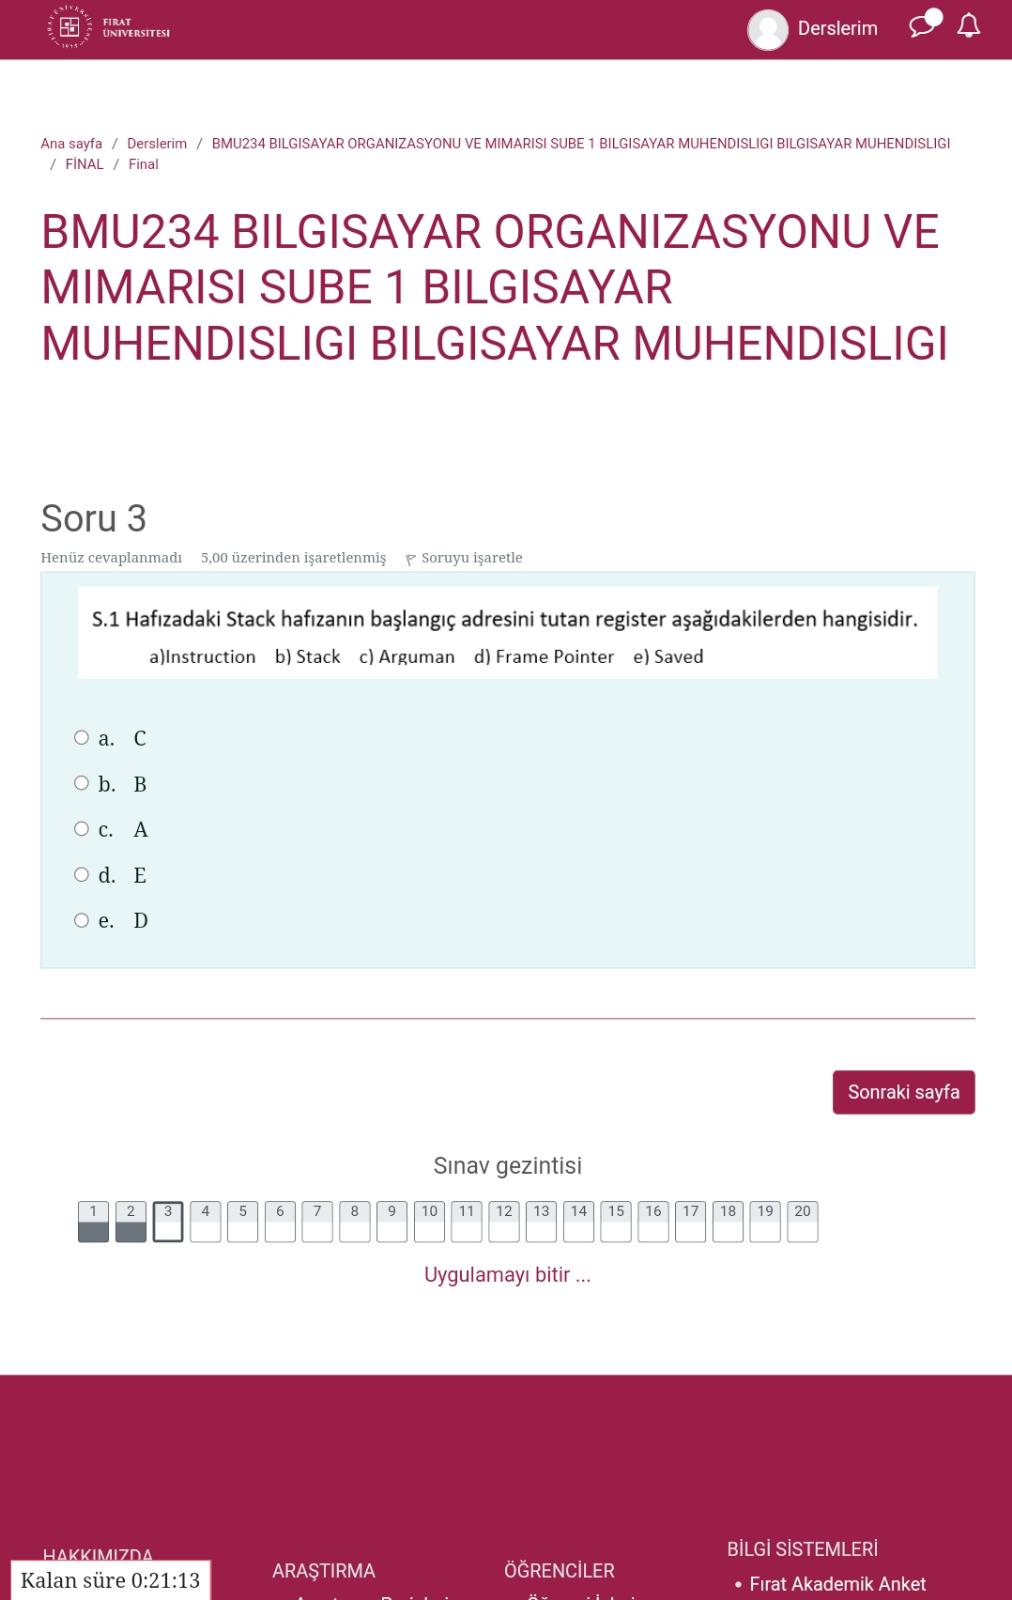 FIRAT
ÜNİVERSİTESİ
Derslerim
Ana sayfa / Derslerim / BMU234 BILGISAYAR ORGANIZASYONU VE MIMARISI SUBE 1 BILGISAYAR MUHENDISLIGI BILGISAYAR MUHENDISLIGI
/ FİNAL / Final
BMU234 BILGISAYAR ORGANIZASYONU VE
MIMARISI SUBE 1 BILGISAYAR
MUHENDISLIGI BILGISAYAR MUHENDISLIGI
Soru 3
Henüz cevaplanmadı 5,00 üzerinden işaretlenmiş Soruyu işaretle
S.1 Hafızadaki Stack hafızanın başlangıç adresini tutan register aşağıdakilerden hangisidir.
a)Instruction b) Stack c) Arguman d) Frame Pointer e) Saved
a. C
b. B
c. A
d. E
e. D
Sonraki sayfa
Sınav gezintisi
1 2 3 4 5 6 7 8 9 10 11 12 13 14 15 16 17 18 19 20
Uygulamayı bitir ...
HAKKIMIZDA
ARAŞTIRMA
ÖĞRENCİLER
BİLGİ SİSTEMLERİ
• Fırat Akademik Anket
Kalan süre 0:21:13